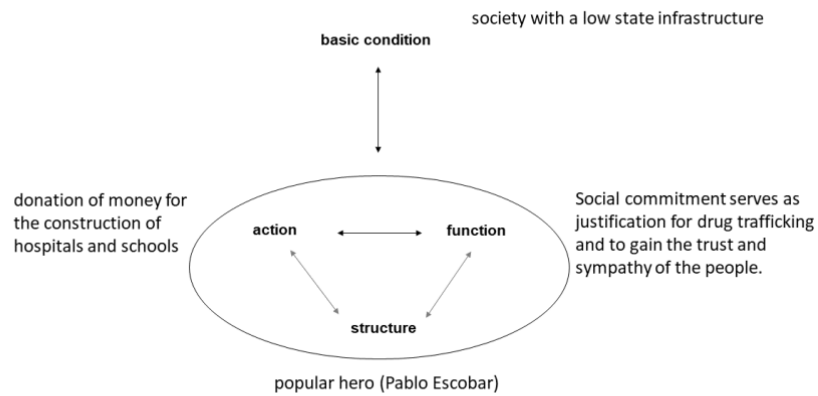 society with a low state infrastructure
basic condition
donation of money for
the construction of
hospitals and schools
action
function
Social commitment serves as
justification for drug trafficking
and to gain the trust and
sympathy of the people.
structure
popular hero (Pablo Escobar)